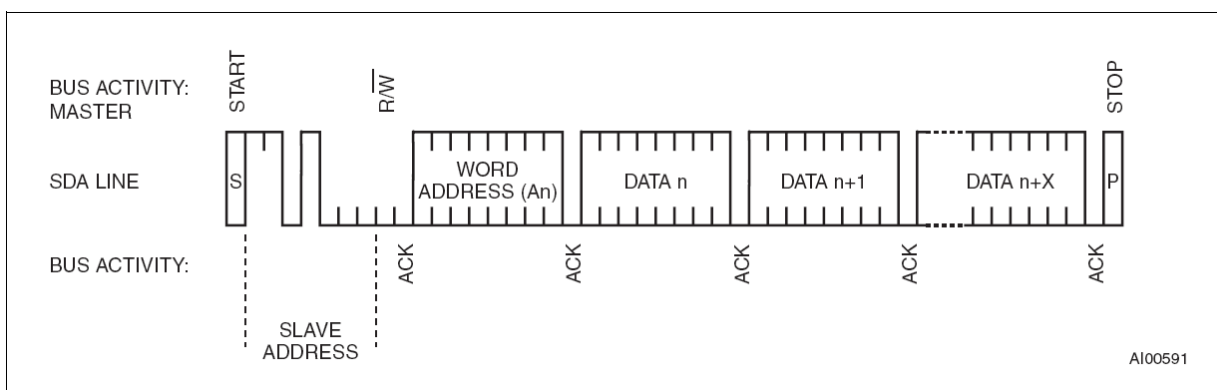 BUS ACTIVITY:
MASTER
START
R/W
STOP
SDA LINE
S
WORD
ADDRESS (An)
DATA n
DATA n+1
DATA n+X
P
BUS ACTIVITY:
ACK
ACK
ACK
ACK
ACK
SLAVE
ADDRESS
AI00591